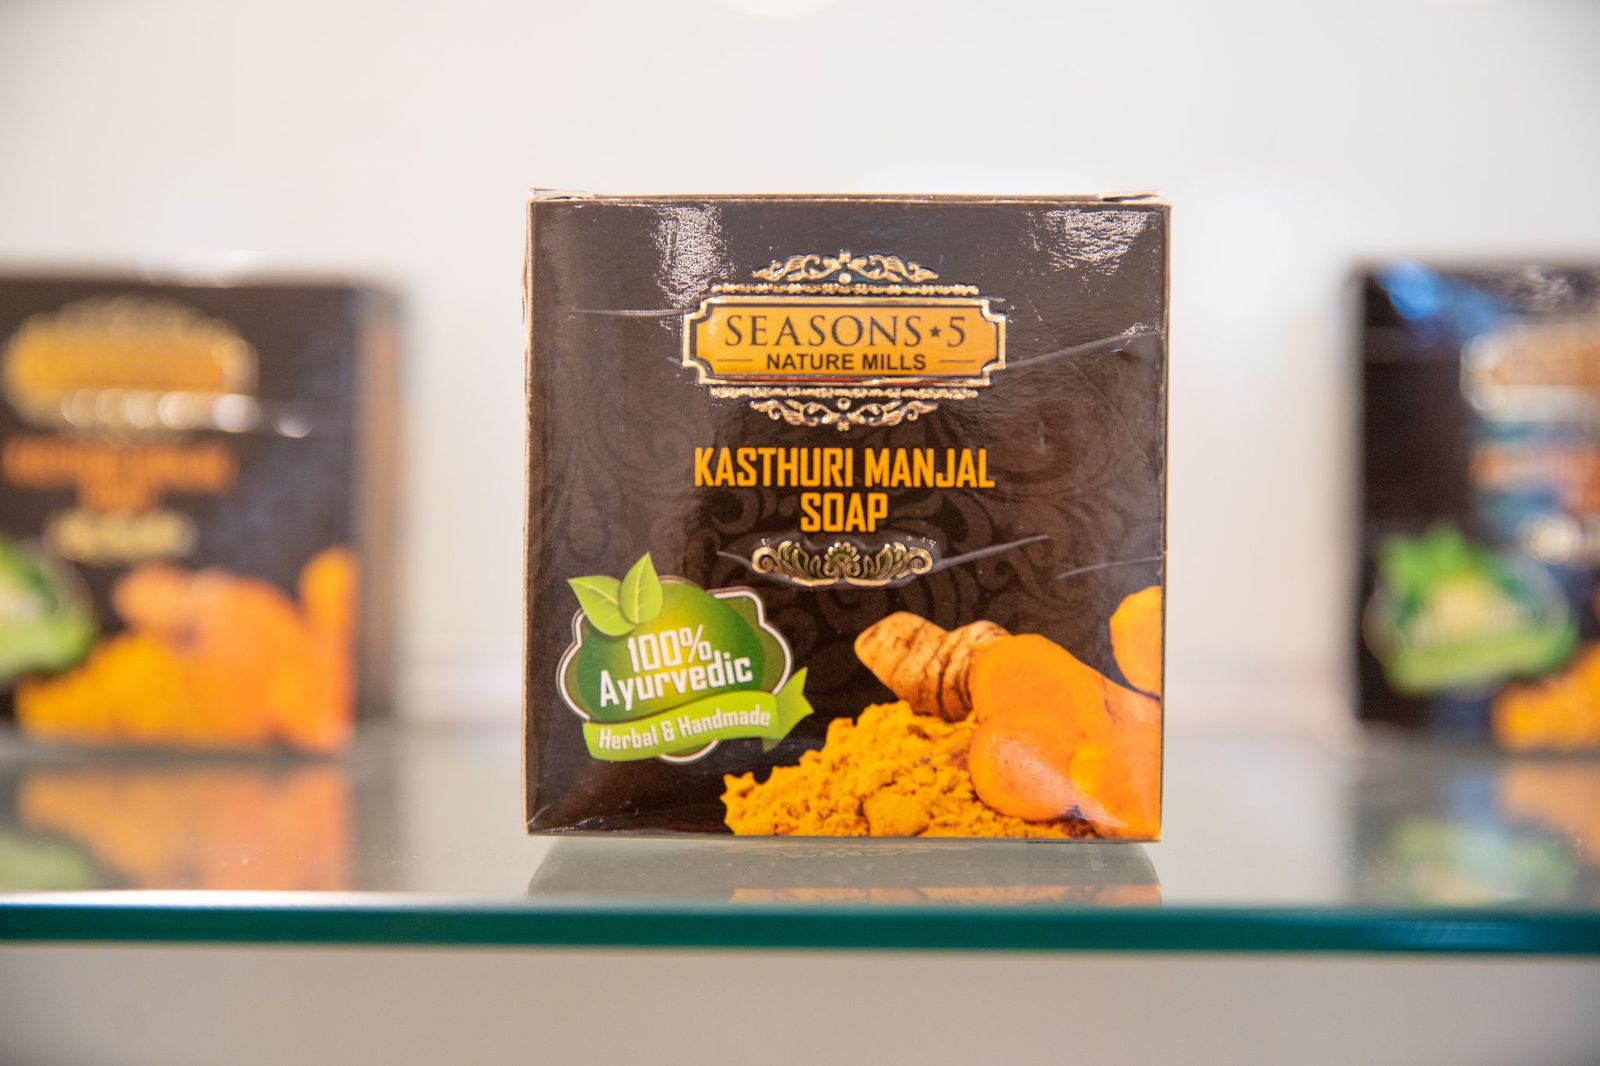 SEASONS★5
NATURE MILLS
KASTHURI MANJAL
SOAP
100%
Ayurvedic
Herbal & Handmade